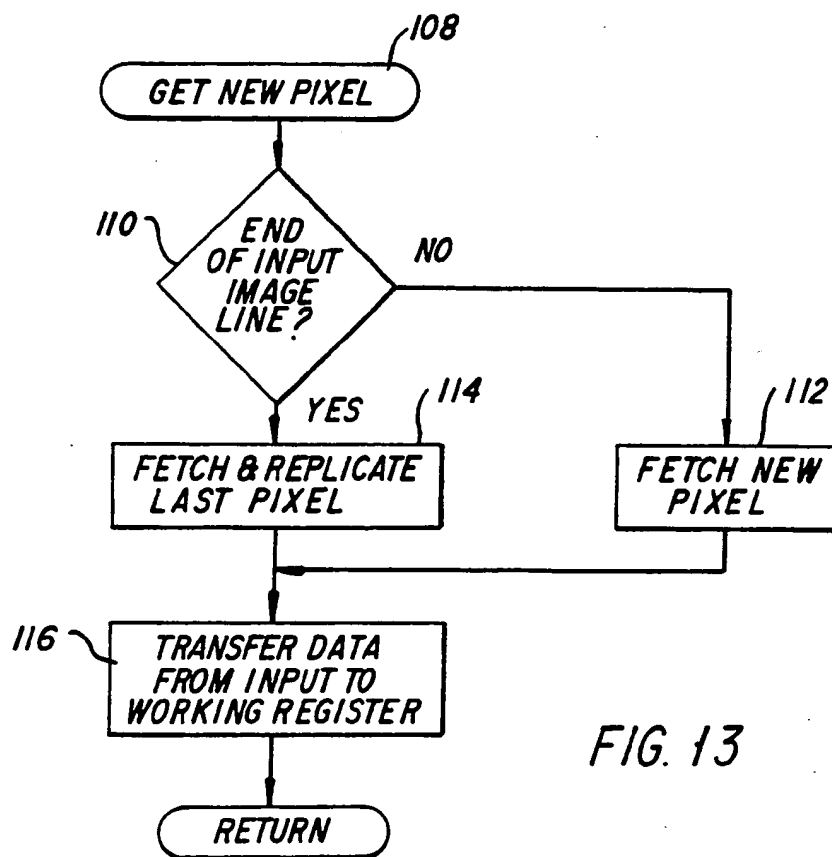 108
GET NEW PIXEL
110
END
OF INPUT
IMAGE
LINE?
NO
YES
114
112
FETCH & REPLICATE
LAST PIXEL
FETCH NEW
PIXEL
116
TRANSFER DATA
FROM INPUT TO
WORKING REGISTER
FIG. 13
RETURN